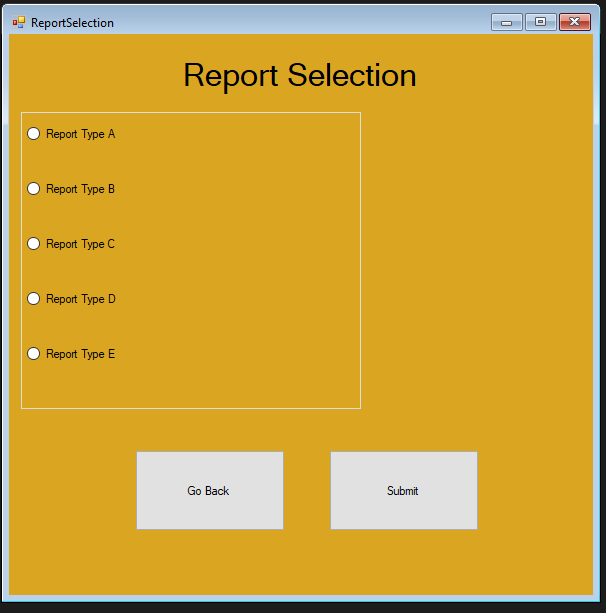 ReportSelection
Report Selection
Report Type A
Report Type B
Report Type C
Report Type D
Report Type E
Go Back
Submit